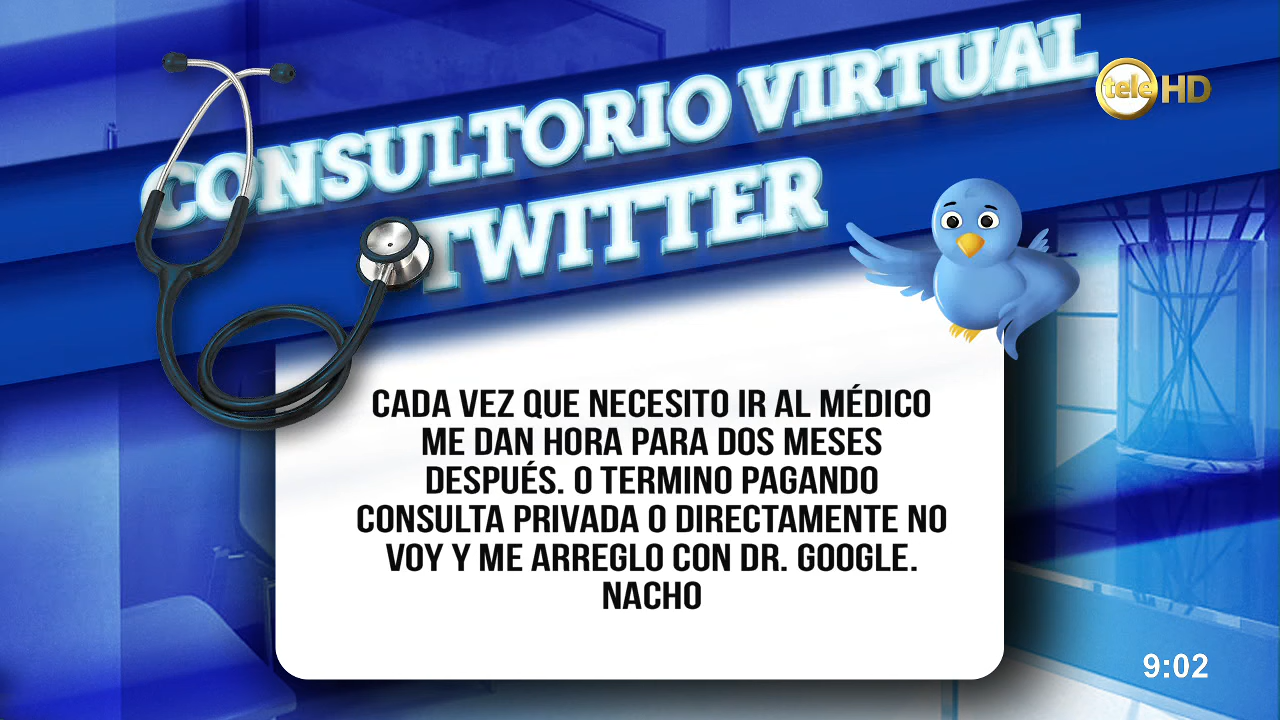 CONSULTORIO VIRTUAL
TWITTER
tele HD
CADA VEZ QUE NECESITO IR AL MÉDICO
ME DAN HORA PARA DOS MESES
DESPUÉS. O TERMINO PAGANDO
CONSULTA PRIVADA O DIRECTAMENTE NO
VOY Y ME ARREGLO CON DR. GOOGLE.
NACHO
9:02